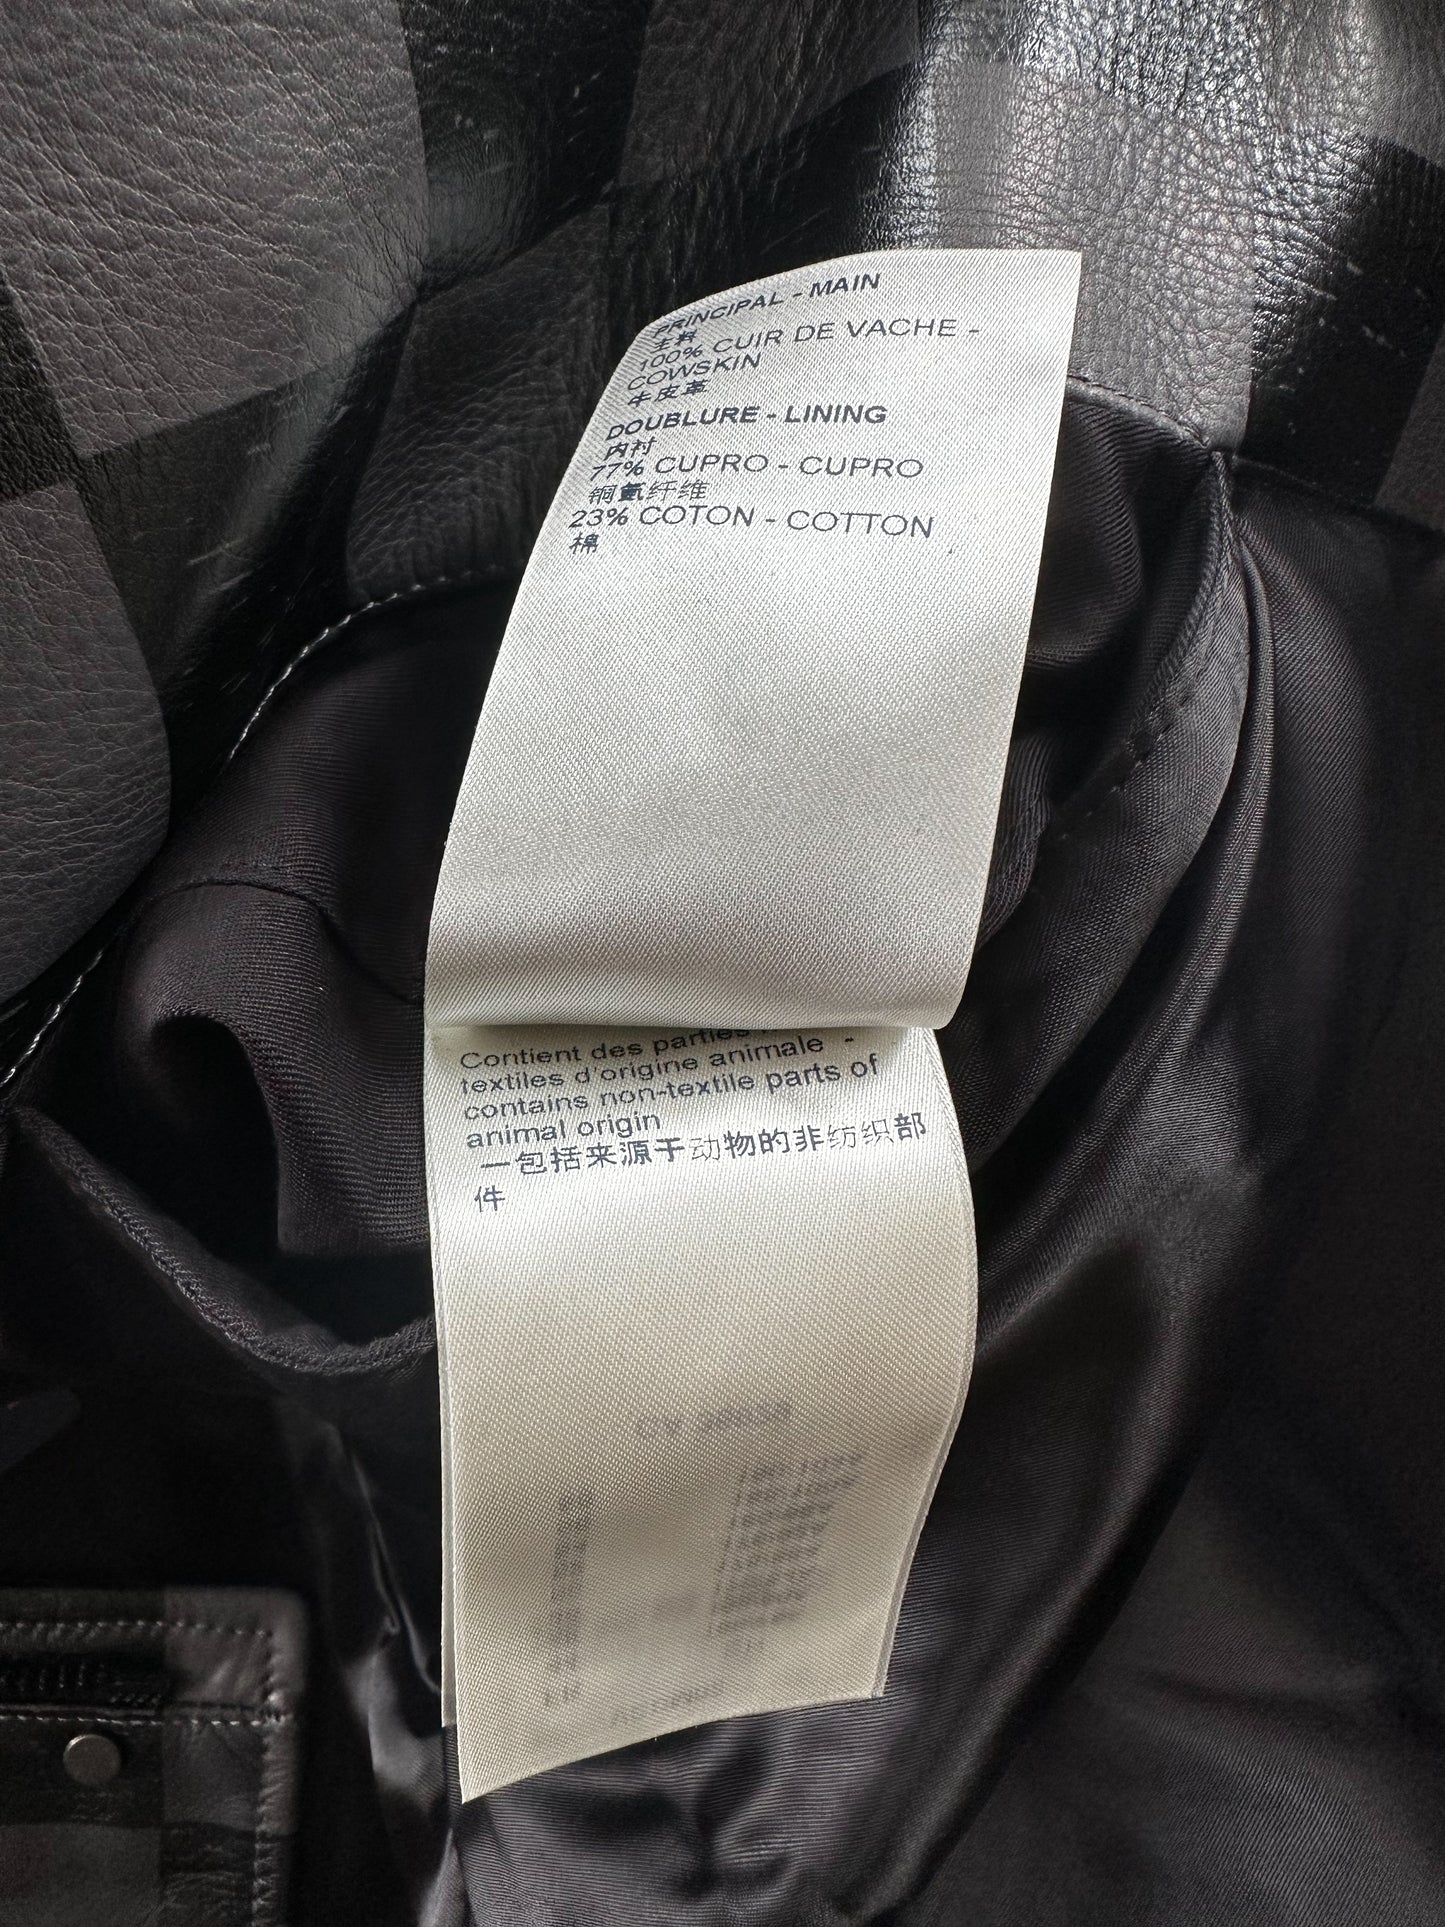 PRINCIPAL - MAIN
主料
100% CUIR DE VACHE -
COWSKIN
牛皮革
DOUBLURE - LINING
内衬
77% CUPRO - CUPRO
铜氨纤维
23% COTON - COTTON
棉
Contient des parties
textiles d'origine animale -
contains non-textile parts of
animal origin
一包括来源于动物的非纺织部
件